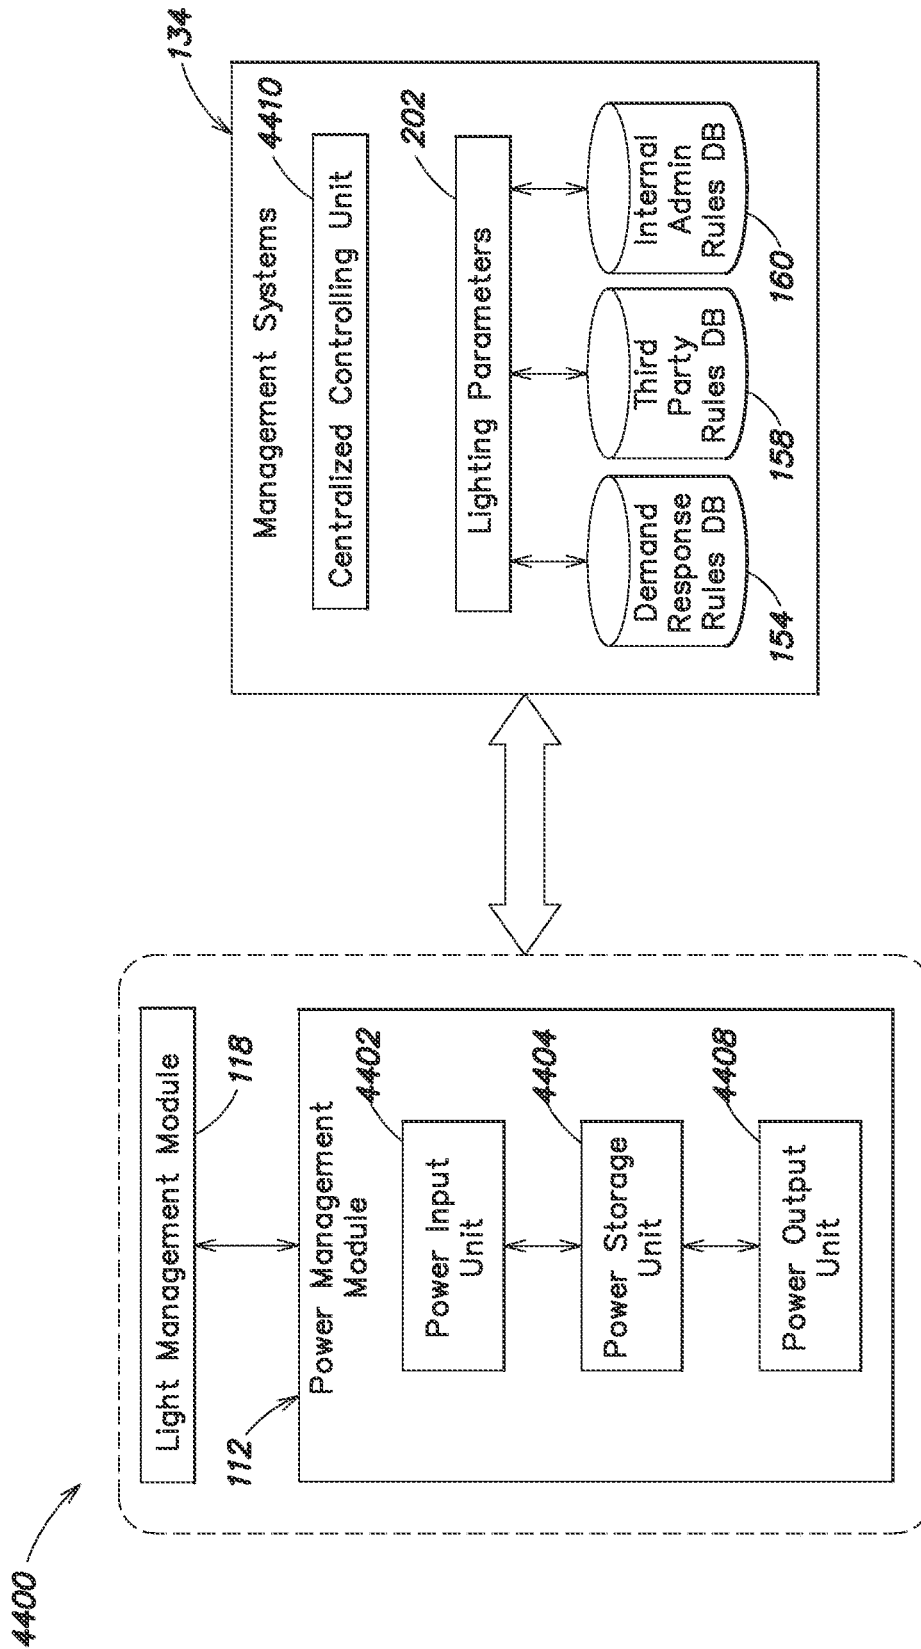 4400
Light Management Module
118
112
Power Management
Module
4402
Power Input
Unit
4404
Power Storage
Unit
4408
Power Output
Unit
134
Management Systems
4410
Centralized Controlling Unit
202
Lighting Parameters
Demand
Response
Rules DB
154
Third
Party
Rules DB
158
Internal
Admin
Rules DB
160